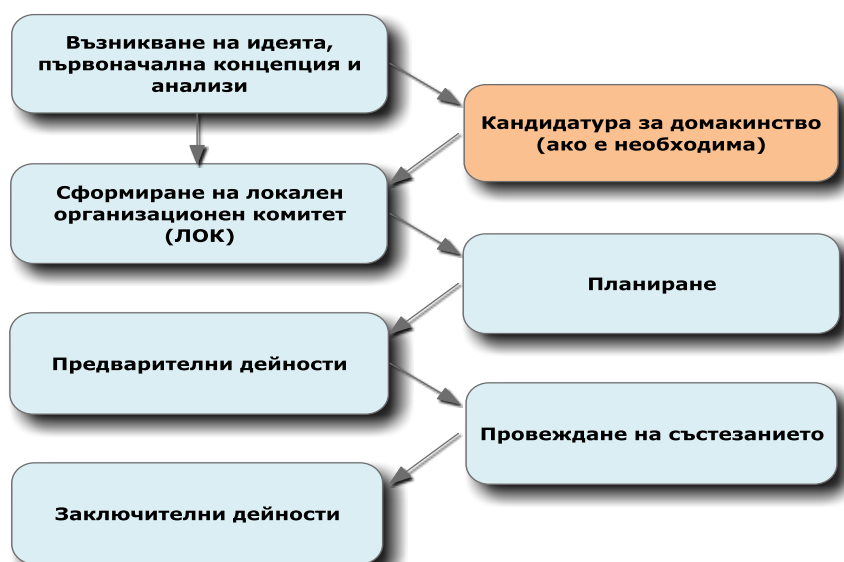 Възникване на идеята,
първоначална концепция и
анализи
Кандидатура за домакинство
(ако е необходима)
Сформиране на локален
организационен комитет
(ЛОК)
Планиране
Предварителни дейности
Провеждане на състезанието
Заключителни дейности